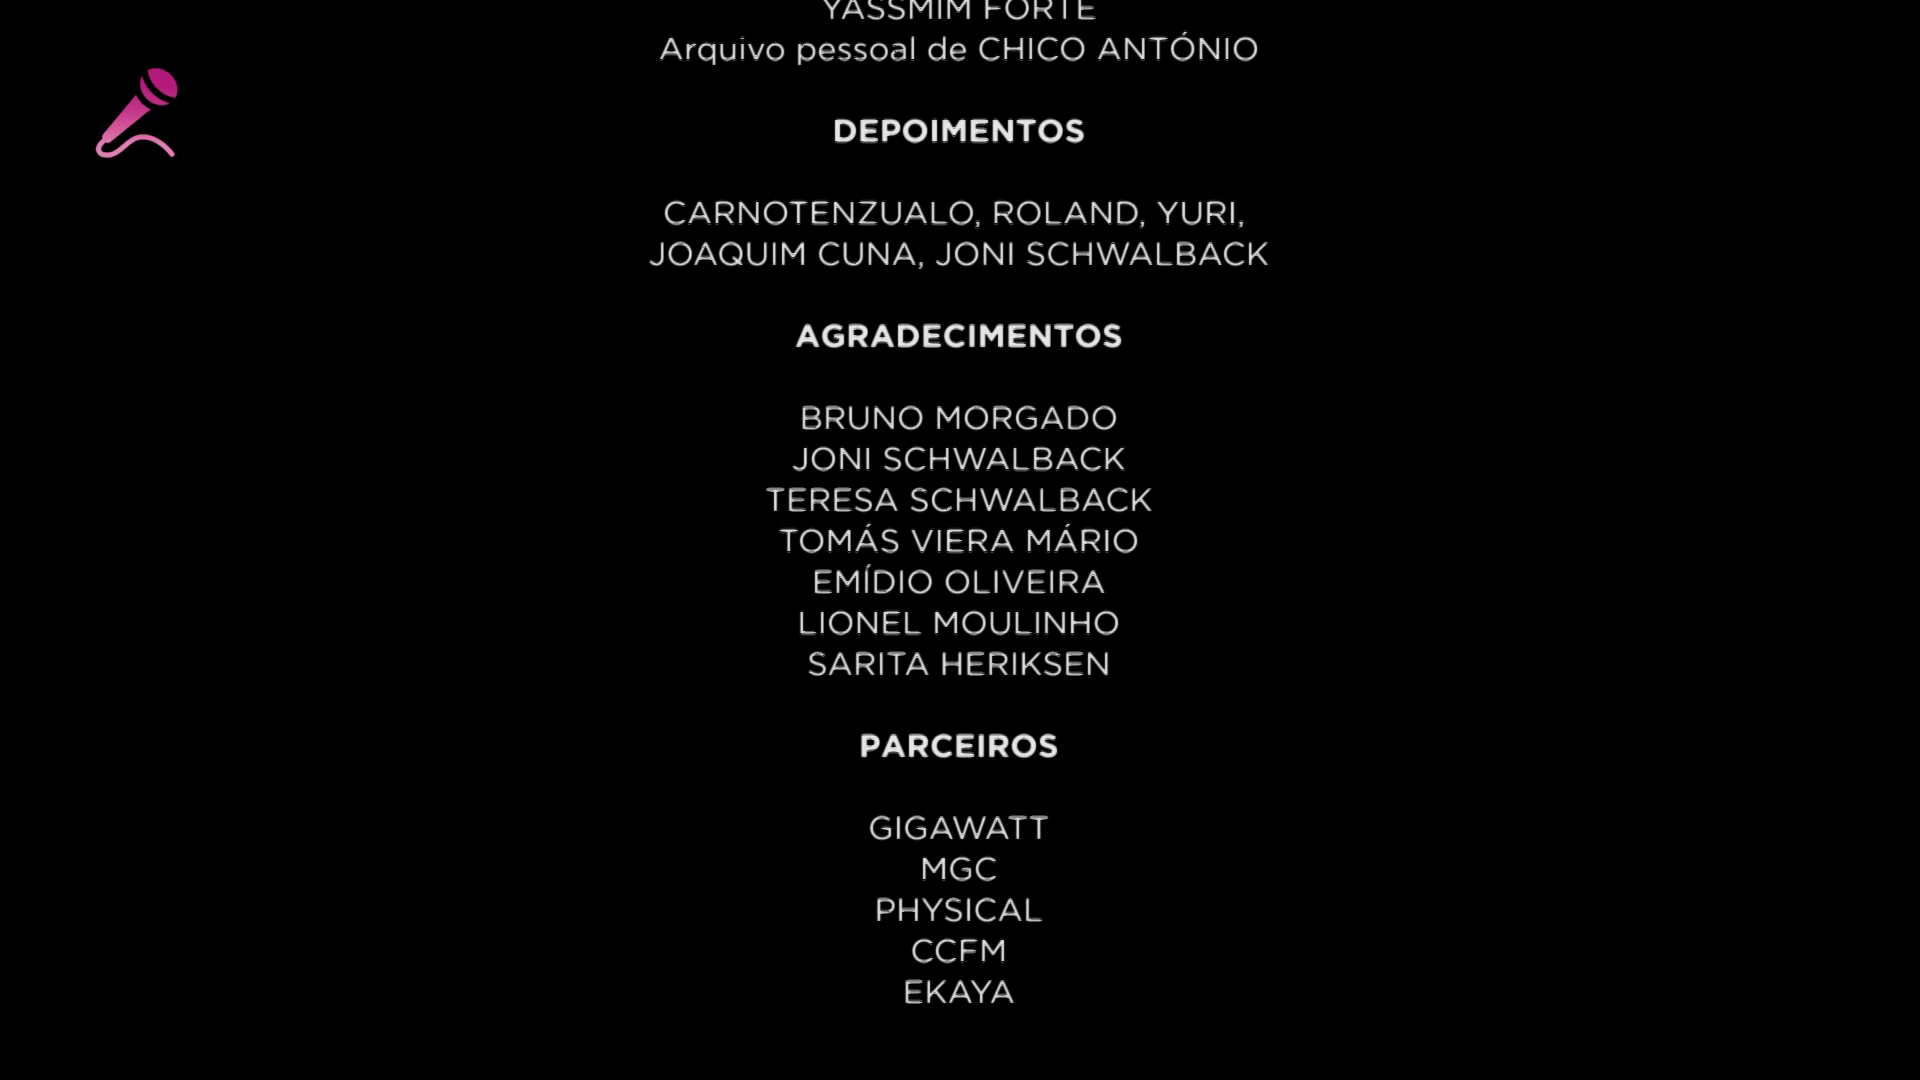 YASSMIM FORTE
Arquivo pessoal de CHICO ANTÓNIO
DEPOIMENTOS
CARNOTENZUALO, ROLAND, YURI,
JOAQUIM CUNA, JONI SCHWALBACK
AGRADECIMENTOS
BRUNO MORGADO
JONI SCHWALBACK
TERESA SCHWALBACK
TOMÁS VIERA MÁRIO
EMÍDIO OLIVEIRA
LIONEL MOULINHO
SARITA HERIKSEN
PARCEIROS
GIGAWATT
MGC
PHYSICAL
CCFM
EKAYA